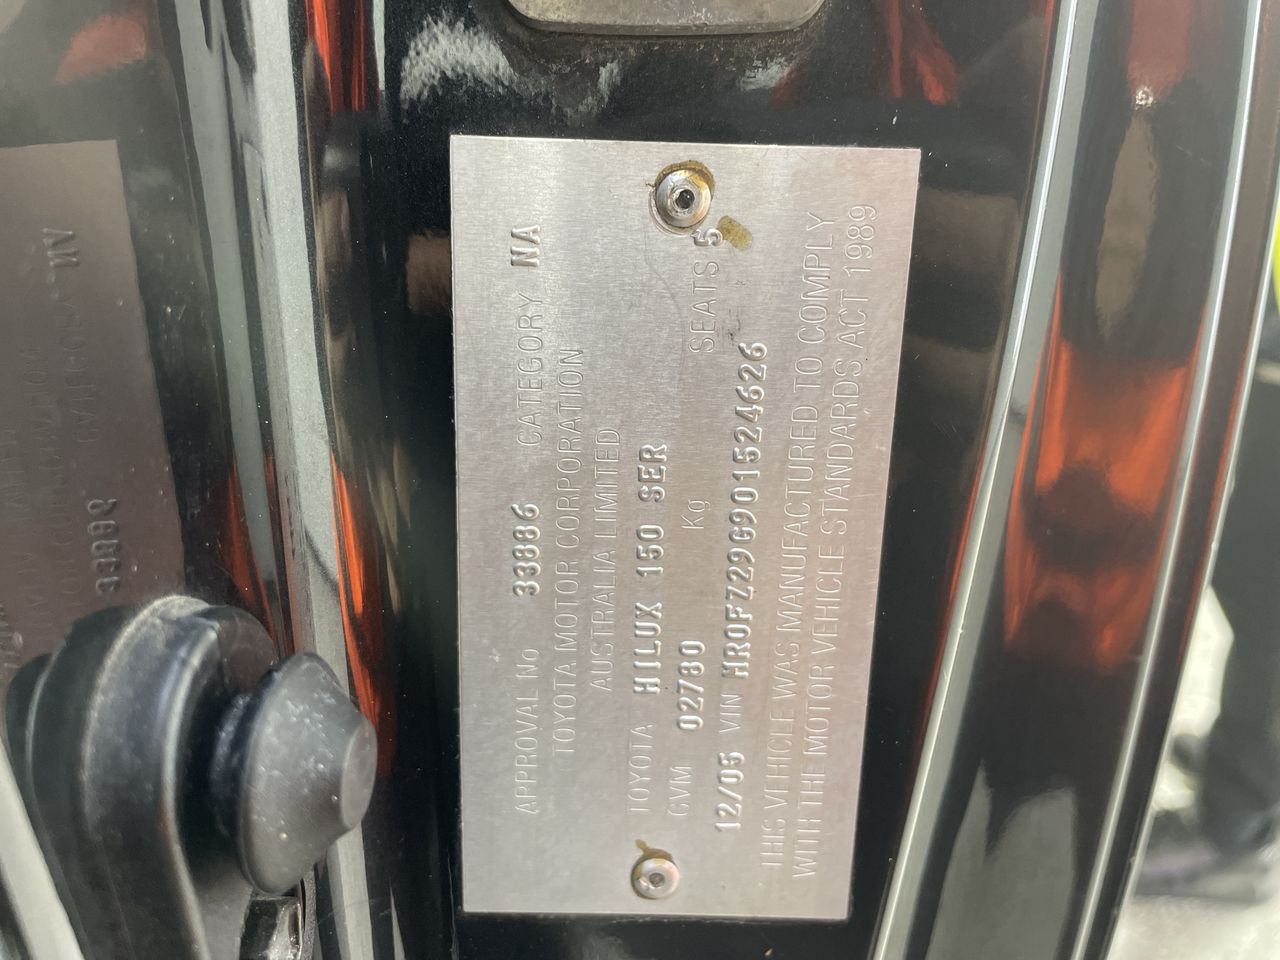 APPROVAL No 33886 CATEGORY NA
TOYOTA MOTOR CORPORATION
AUSTRALIA LIMITED
TOYOTA HILUX 150 SER
GVM 02780 Kg SEATS 5
12/05 VIN MR0FZ29G901524626
THIS VEHICLE WAS MANUFACTURED TO COMPLY
WITH THE MOTOR VEHICLE STANDARDS ACT 1989